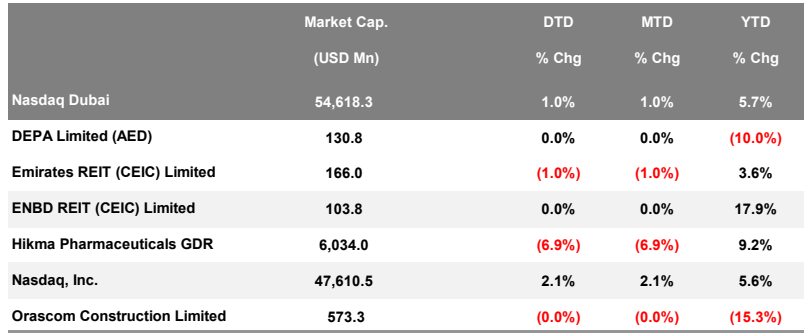 Market Cap. DTD MTD YTD
(USD Mn) % Chg % Chg % Chg
Nasdaq Dubai 54,618.3 1.0% 1.0% 5.7%
DEPA Limited (AED) 130.8 0.0% 0.0% (10.0%)
Emirates REIT (CEIC) Limited 166.0 (1.0%) (1.0%) 3.6%
ENBD REIT (CEIC) Limited 103.8 0.0% 0.0% 17.9%
Hikma Pharmaceuticals GDR 6,034.0 (6.9%) (6.9%) 9.2%
Nasdaq, Inc. 47,610.5 2.1% 2.1% 5.6%
Orascom Construction Limited 573.3 (0.0%) (0.0%) (15.3%)